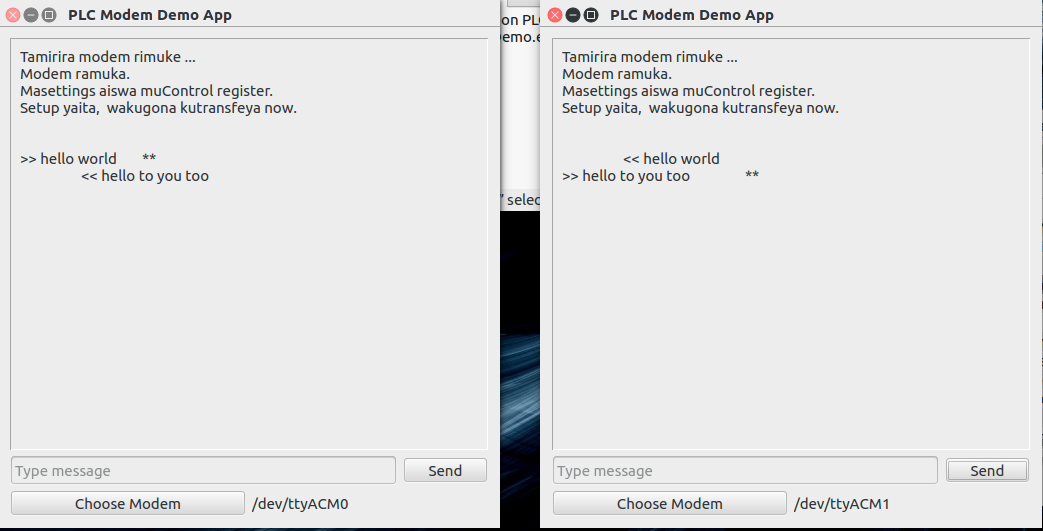 PLC Modem Demo App
Tamirira modem rimuke ...
Modem ramuka.
Masettings aiswa muControl register.
Setup yaita, wakugona kutransfeya now.
>> hello world **
<< hello to you too
Type message
Send
Choose Modem
/dev/ttyACM0
on PLC
selec
PLC Modem Demo App
Tamirira modem rimuke ...
Modem ramuka.
Masettings aiswa muControl register.
Setup yaita, wakugona kutransfeya now.
<< hello world
>> hello to you too **
Type message
Send
Choose Modem
/dev/ttyACM1